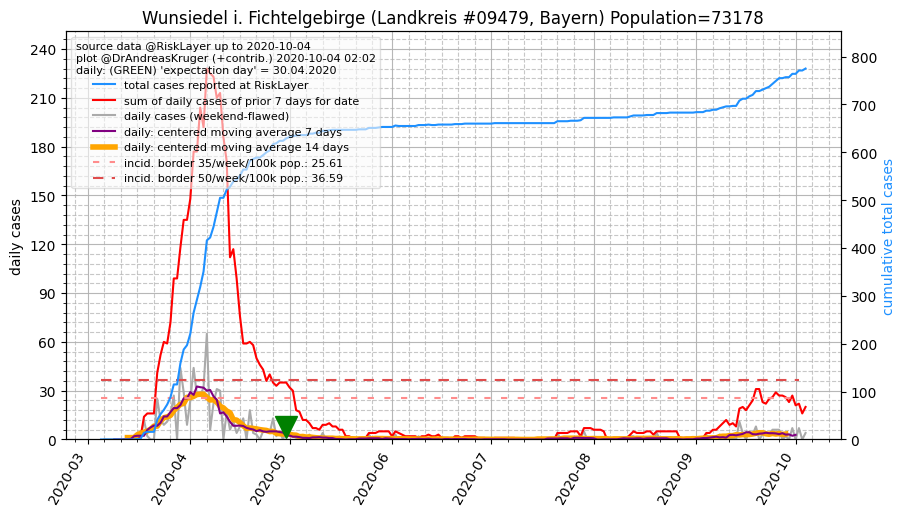 Wunsiedel i. Fichtelgebirge (Landkreis #09479, Bayern) Population=73178
source data @RiskLayer up to 2020-10-04
plot @DrAndreasKruger (+contrib.) 2020-10-04 02:02
daily: (GREEN) 'expectation day' = 30.04.2020
total cases reported at RiskLayer
sum of daily cases of prior 7 days for date
daily cases (weekend-flawed)
daily: centered moving average 7 days
daily: centered moving average 14 days
incid. border 35/week/100k pop.: 25.61
incid. border 50/week/100k pop.: 36.59
daily cases
240
210
180
150
120
90
60
30
0
cumulative total cases
800
700
600
500
400
300
200
100
0
2020-03
2020-04
2020-05
2020-06
2020-07
2020-08
2020-09
2020-10